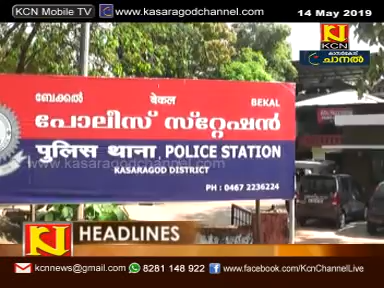 KCN Mobile TV www.kasaragodchannel.com 14 May 2019
KCN
കാസർകോട്
ചാനൽ
ബേക്കൽ बेकल BEKAL
പോലീസ് സ്റ്റേഷൻ
पुलिस थाना, POLICE STATION
www.kasaragodchannel.com
KASARAGOD DISTRICT
PH : 0467 2236224
HEADLINES
kcnnews@gmail.com 8281 148 922 www.facebook.com/KcnChannelLive